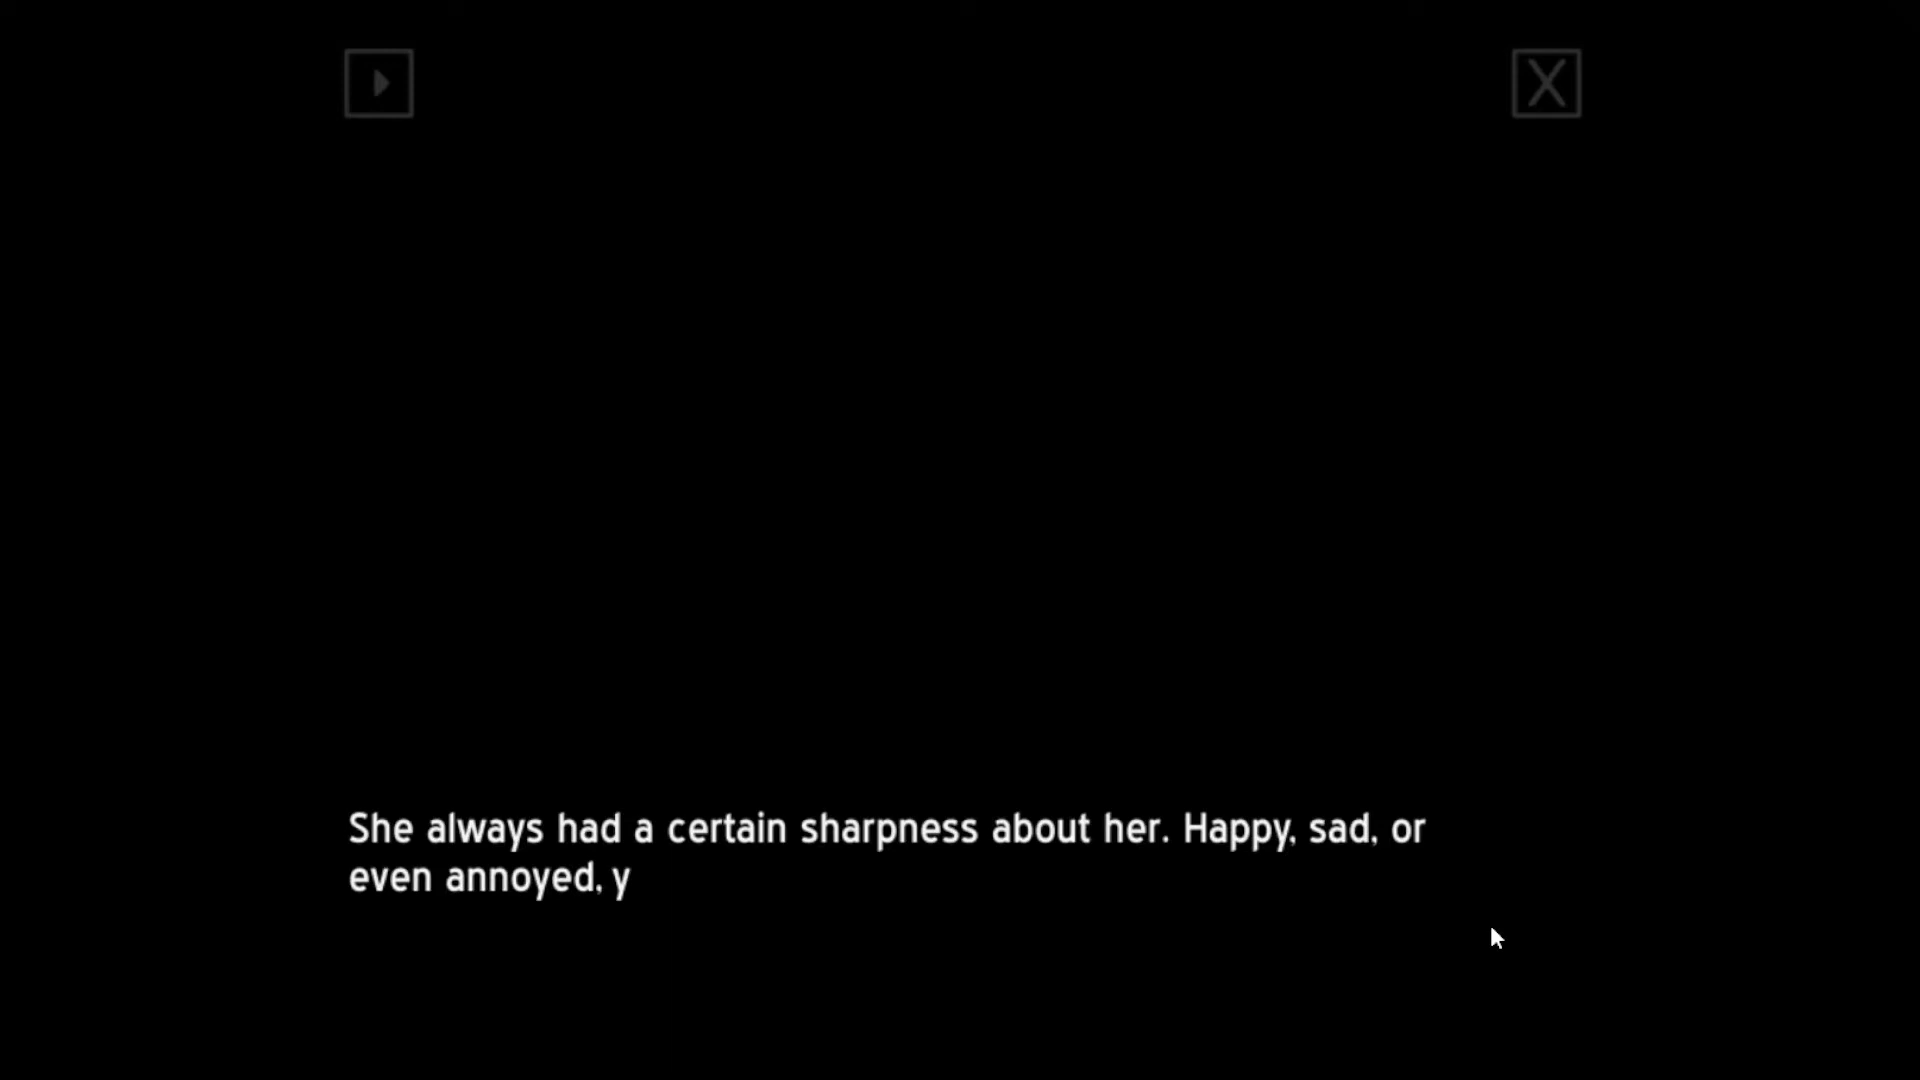 X
She always had a certain sharpness about her. Happy, sad, or
even annoyed, y